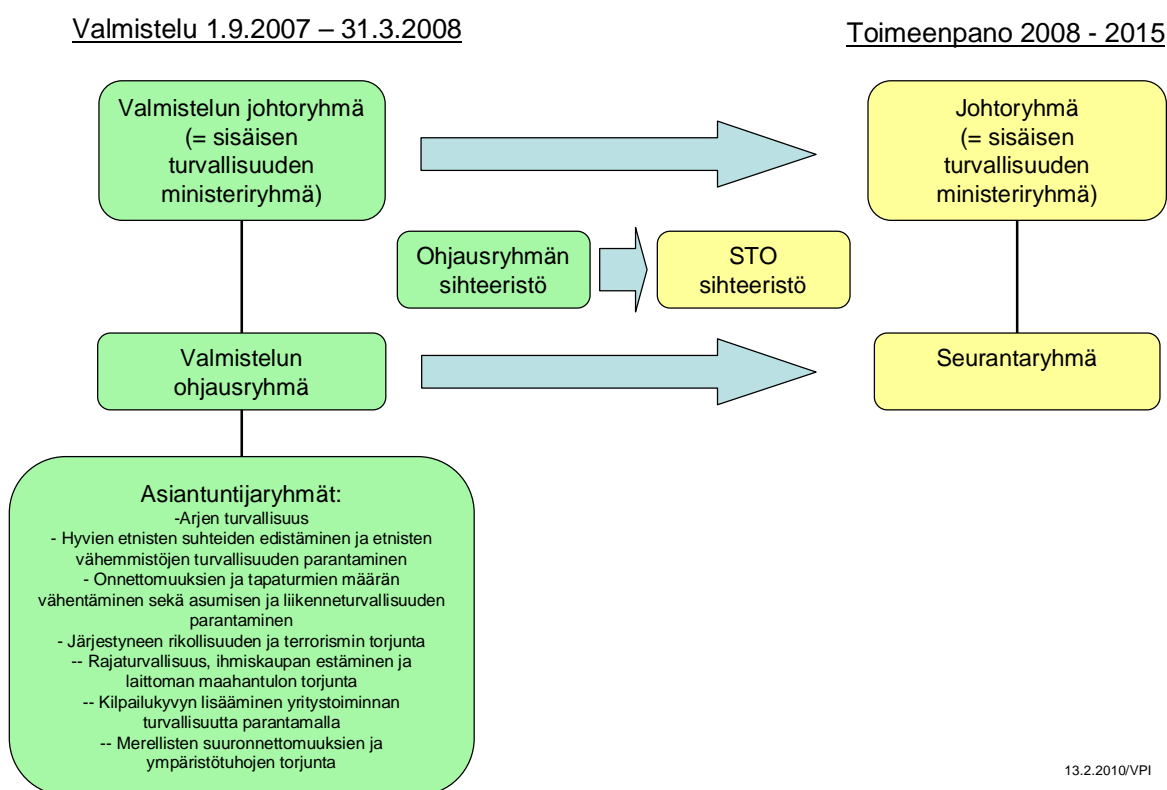 Valmistelu 1.9.2007 – 31.3.2008
Toimeenpano 2008 - 2015
Valmistelun johtoryhmä
(= sisäisen
turvallisuuden
ministeriryhmä)
Johtoryhmä
(= sisäisen
turvallisuuden
ministeriryhmä)
Ohjausryhmän
sihteeristö
STO
sihteeristö
Valmistelun
ohjausryhmä
Seurantaryhmä
Asiantuntijaryhmät:
-Arjen turvallisuus
- Hyvien etnisten suhteiden edistäminen ja etnisten
vähemmistöjen turvallisuuden parantaminen
- Onnettomuuksien ja tapaturmien määrän
vähentäminen sekä asumisen ja liikenneturvallisuuden
parantaminen
- Järjestyneen rikollisuuden ja terrorismin torjunta
-- Rajaturvallisuus, ihmiskaupan estäminen ja
laittoman maahantulon torjunta
-- Kilpailukyvyn lisääminen yritystoiminnan
turvallisuutta parantamalla
-- Merellisten suuronnettomuuksien ja
ympäristötuhojen torjunta
13.2.2010/VPI